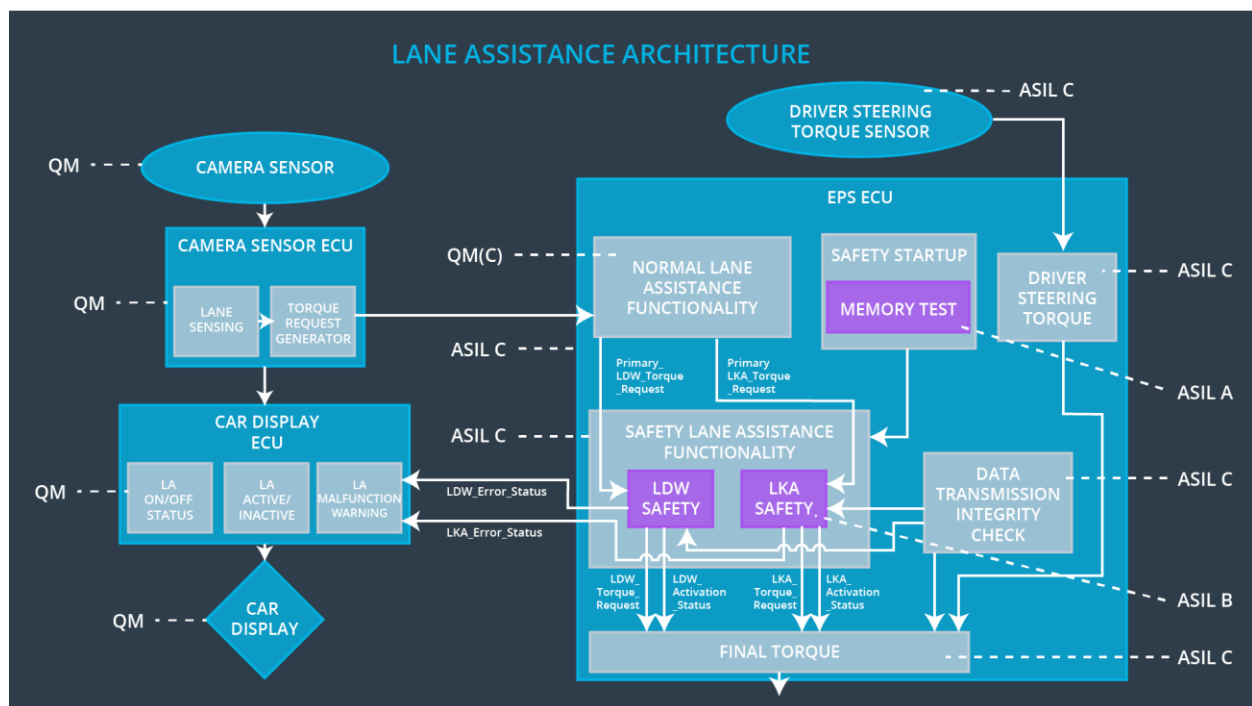 LANE ASSISTANCE ARCHITECTURE
ASIL C
DRIVER STEERING
TORQUE SENSOR
QM
CAMERA SENSOR
EPS ECU
CAMERA SENSOR ECU
QM
LANE
SENSING
TORQUE
REQUEST
GENERATOR
QM(C)
NORMAL LANE
ASSISTANCE
FUNCTIONALITY
SAFETY STARTUP
MEMORY TEST
DRIVER
STEERING
TORQUE
ASIL C
ASIL C
Primary_
LDW_Torque
_Request
Primary
LKA_Torque
_Request
ASIL A
CAR DISPLAY
ECU
QM
LA
ON/OFF
STATUS
LA
ACTIVE/
INACTIVE
LA
MALFUNCTION
WARNING
LDW_Error_Status
LKA_Error_Status
ASIL C
SAFETY LANE ASSISTANCE
FUNCTIONALITY
LDW
SAFETY
LKA
SAFETY
DATA
TRANSMISSION
INTEGRITY
CHECK
ASIL C
LDW_
Torque_
Request
LDW_
Activation
_Status
LKA_
Torque_
Request
LKA_
Activation
_Status
ASIL B
QM
CAR
DISPLAY
FINAL TORQUE
ASIL C